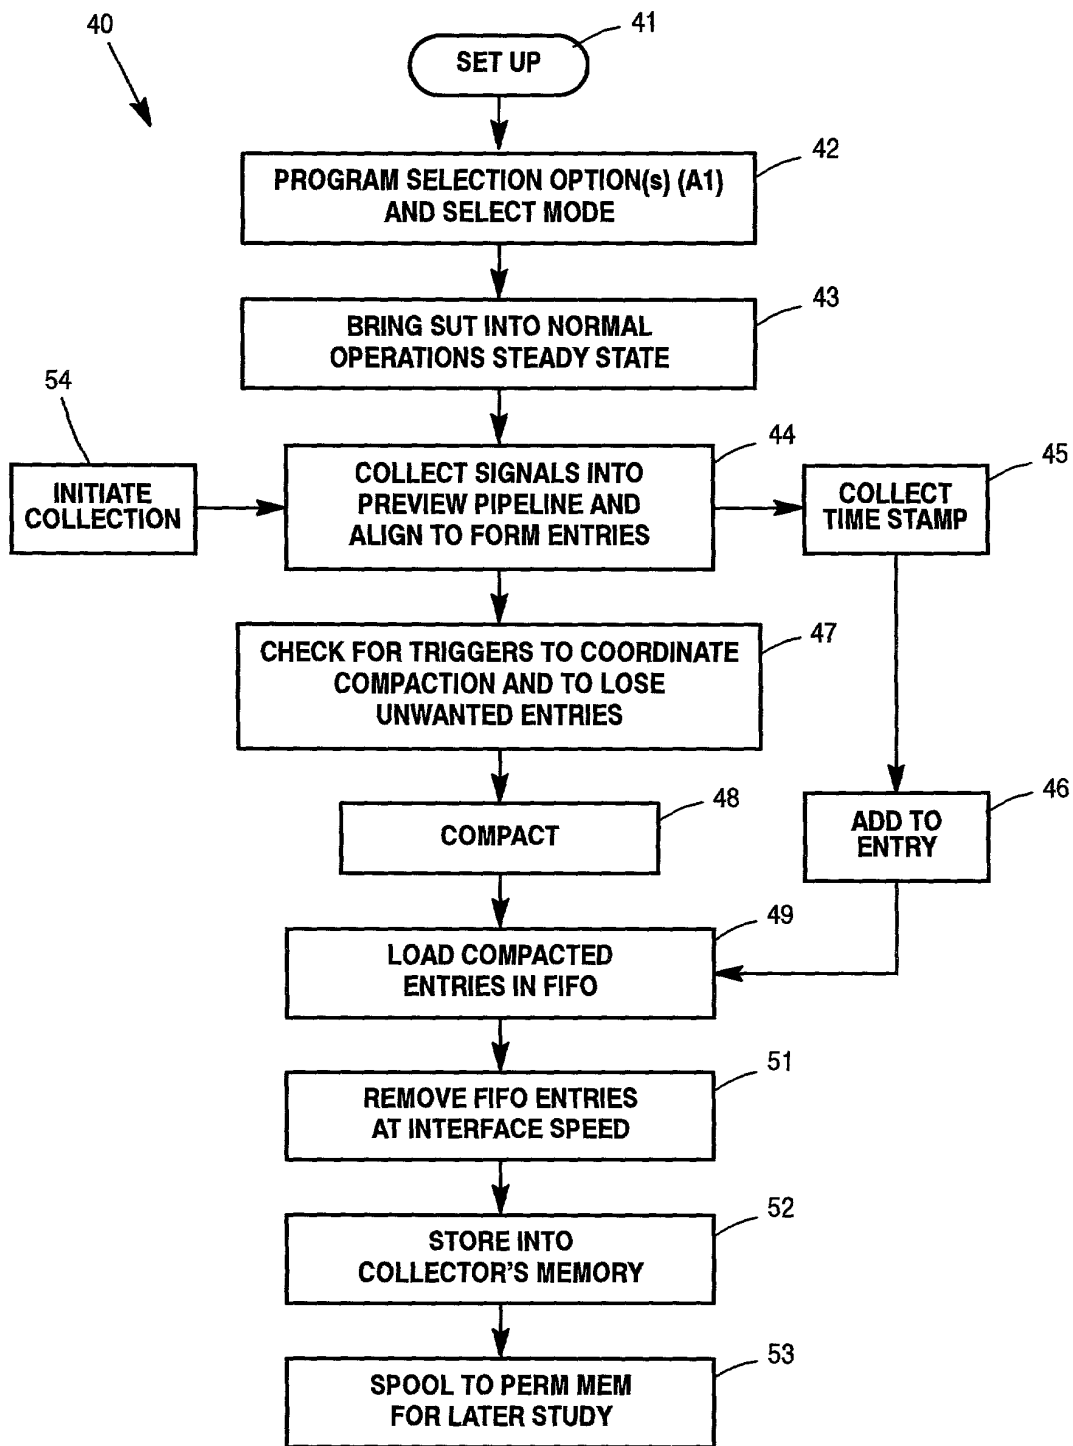 40
41
SET UP
42
PROGRAM SELECTION OPTION(s) (A1)
AND SELECT MODE
43
BRING SUT INTO NORMAL
OPERATIONS STEADY STATE
54
INITIATE
COLLECTION
44
COLLECT SIGNALS INTO
PREVIEW PIPELINE AND
ALIGN TO FORM ENTRIES
45
COLLECT
TIME STAMP
47
CHECK FOR TRIGGERS TO COORDINATE
COMPACTION AND TO LOSE
UNWANTED ENTRIES
48
COMPACT
46
ADD TO
ENTRY
49
LOAD COMPACTED
ENTRIES IN FIFO
51
REMOVE FIFO ENTRIES
AT INTERFACE SPEED
52
STORE INTO
COLLECTOR'S MEMORY
53
SPOOL TO PERM MEM
FOR LATER STUDY